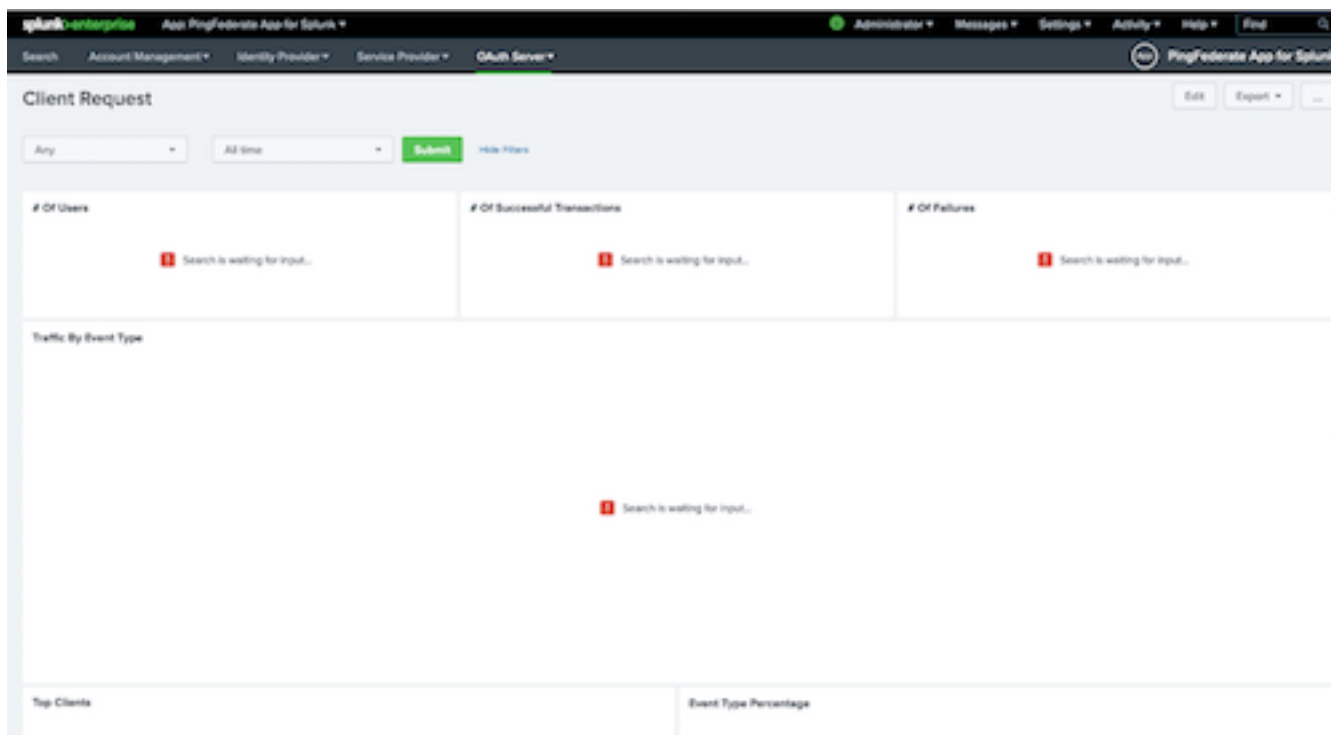 splunk>enterprise App: PingFederate App for Splunk Administrator Messages Settings Activity Help Find
Search Account Management Identity Provider Service Provider OAuth Server PingFederate App for Splunk
Client Request Edit Export ...
Any All time Submit Hide Filters
# Of Users # Of Successful Transactions # Of Failures
Search is waiting for input... Search is waiting for input... Search is waiting for input...
Traffic By Event Type
Search is waiting for input...
Top Clients Event Type Percentage